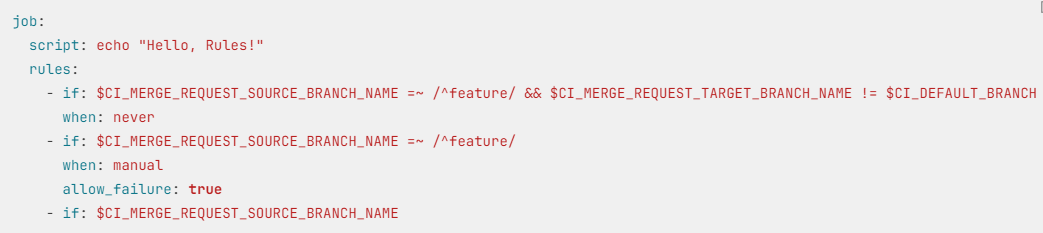 job:
  script: echo "Hello, Rules!"
  rules:
    - if: $CI_MERGE_REQUEST_SOURCE_BRANCH_NAME =~ /^feature/ && $CI_MERGE_REQUEST_TARGET_BRANCH_NAME != $CI_DEFAULT_BRANCH
      when: never
    - if: $CI_MERGE_REQUEST_SOURCE_BRANCH_NAME =~ /^feature/
      when: manual
      allow_failure: true
    - if: $CI_MERGE_REQUEST_SOURCE_BRANCH_NAME